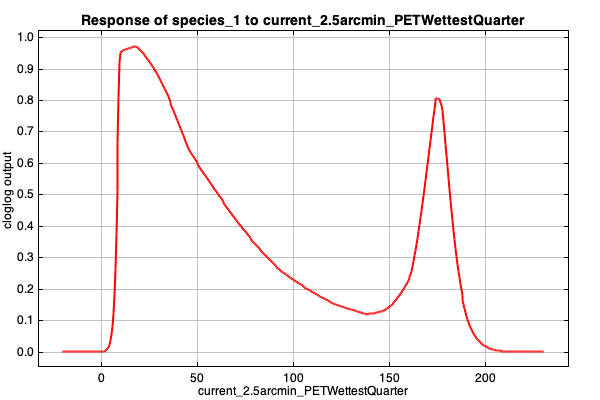 Response of species_1 to current_2.5arcmin_PETWettestQuarter
1.0
0.9
0.8
0.7
0.6
0.5
0.4
0.3
0.2
0.1
0.0
cloglog output
0 50 100 150 200
current_2.5arcmin_PETWettestQuarter